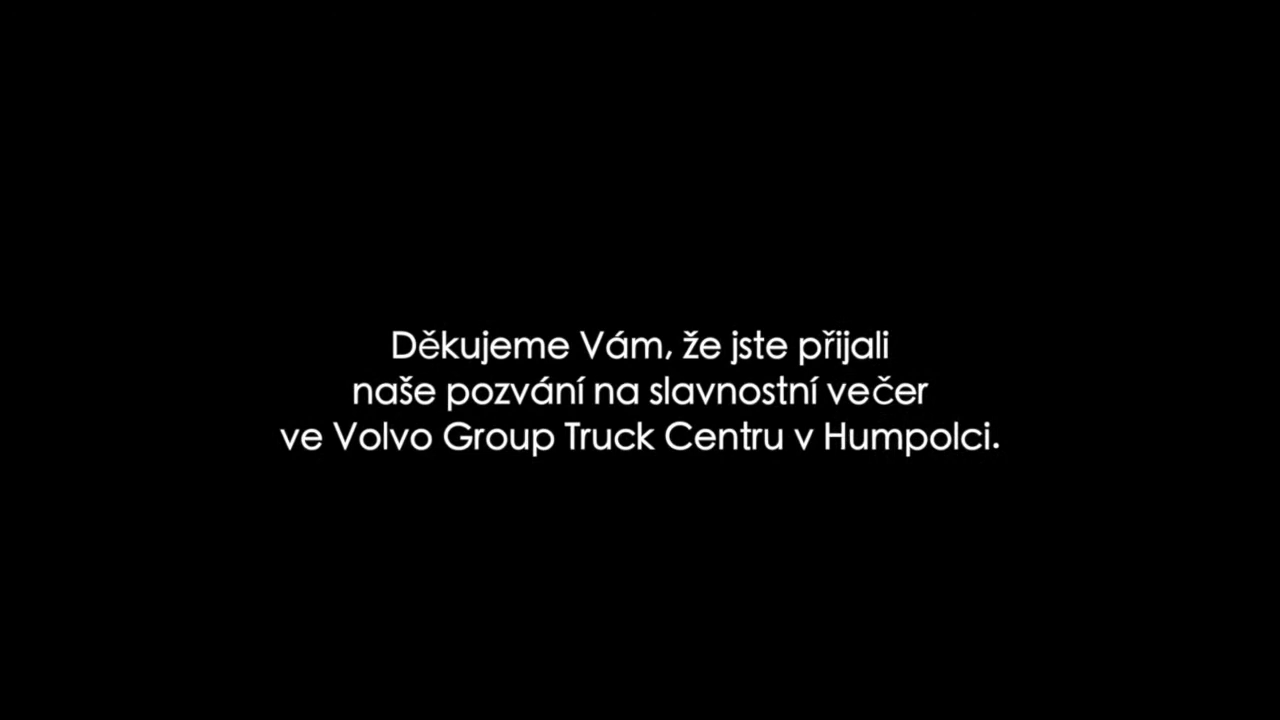 Děkujeme Vám, že jste přijali
naše pozvání na slavnostní večer
ve Volvo Group Truck Centru v Humpolci.